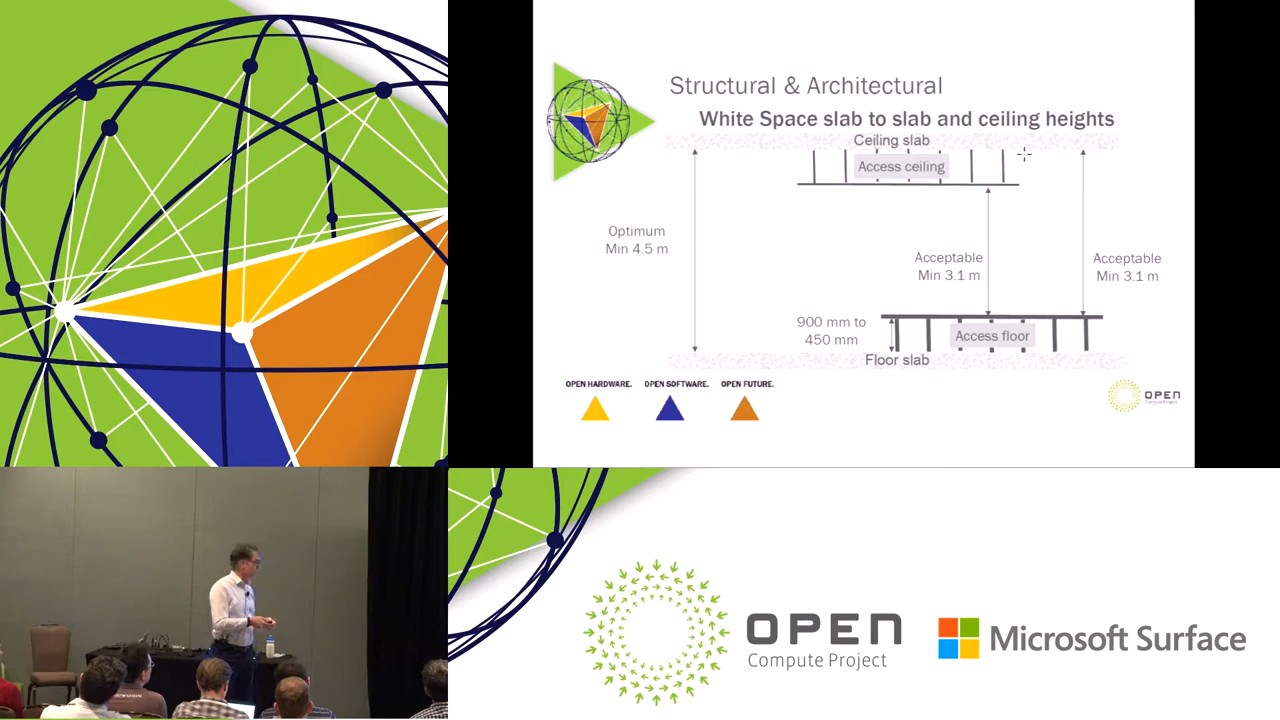 Structural & Architectural
White Space slab to slab and ceiling heights
Ceiling slab
Access ceiling
Optimum
Min 4.5 m
Acceptable
Min 3.1 m
Acceptable
Min 3.1 m
900 mm to
450 mm
Access floor
Floor slab
OPEN HARDWARE. OPEN SOFTWARE. OPEN FUTURE.
OPEN
Compute Project
OPEN
Compute Project
Microsoft Surface